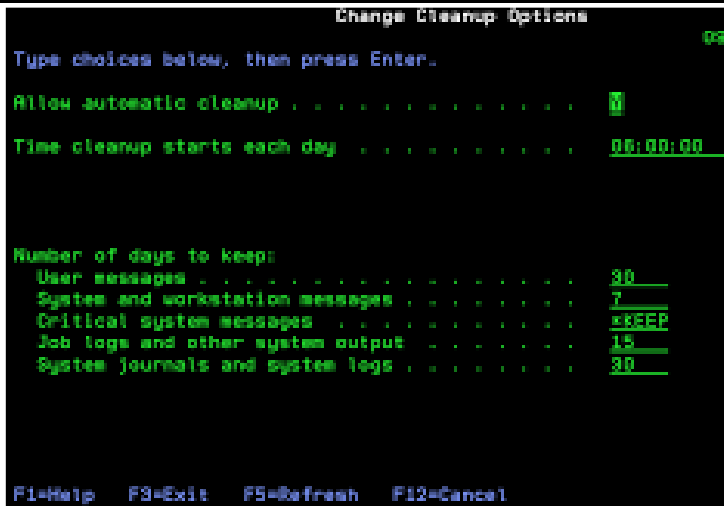 Change Cleanup Options
09
Type choices below, then press Enter.
Allow automatic cleanup . . . . . . . . . . . . . Y
Time cleanup starts each day . . . . . . . . . . 06:00:00
Number of days to keep:
User messages . . . . . . . . . . . . . . . . . 30
System and workstation messages . . . . . . . . 7
Critical system messages . . . . . . . . . . . *KEEP
Job logs and other system output . . . . . . . 15
System journals and system logs . . . . . . . . 30
F1=Help F3=Exit F5=Refresh F12=Cancel